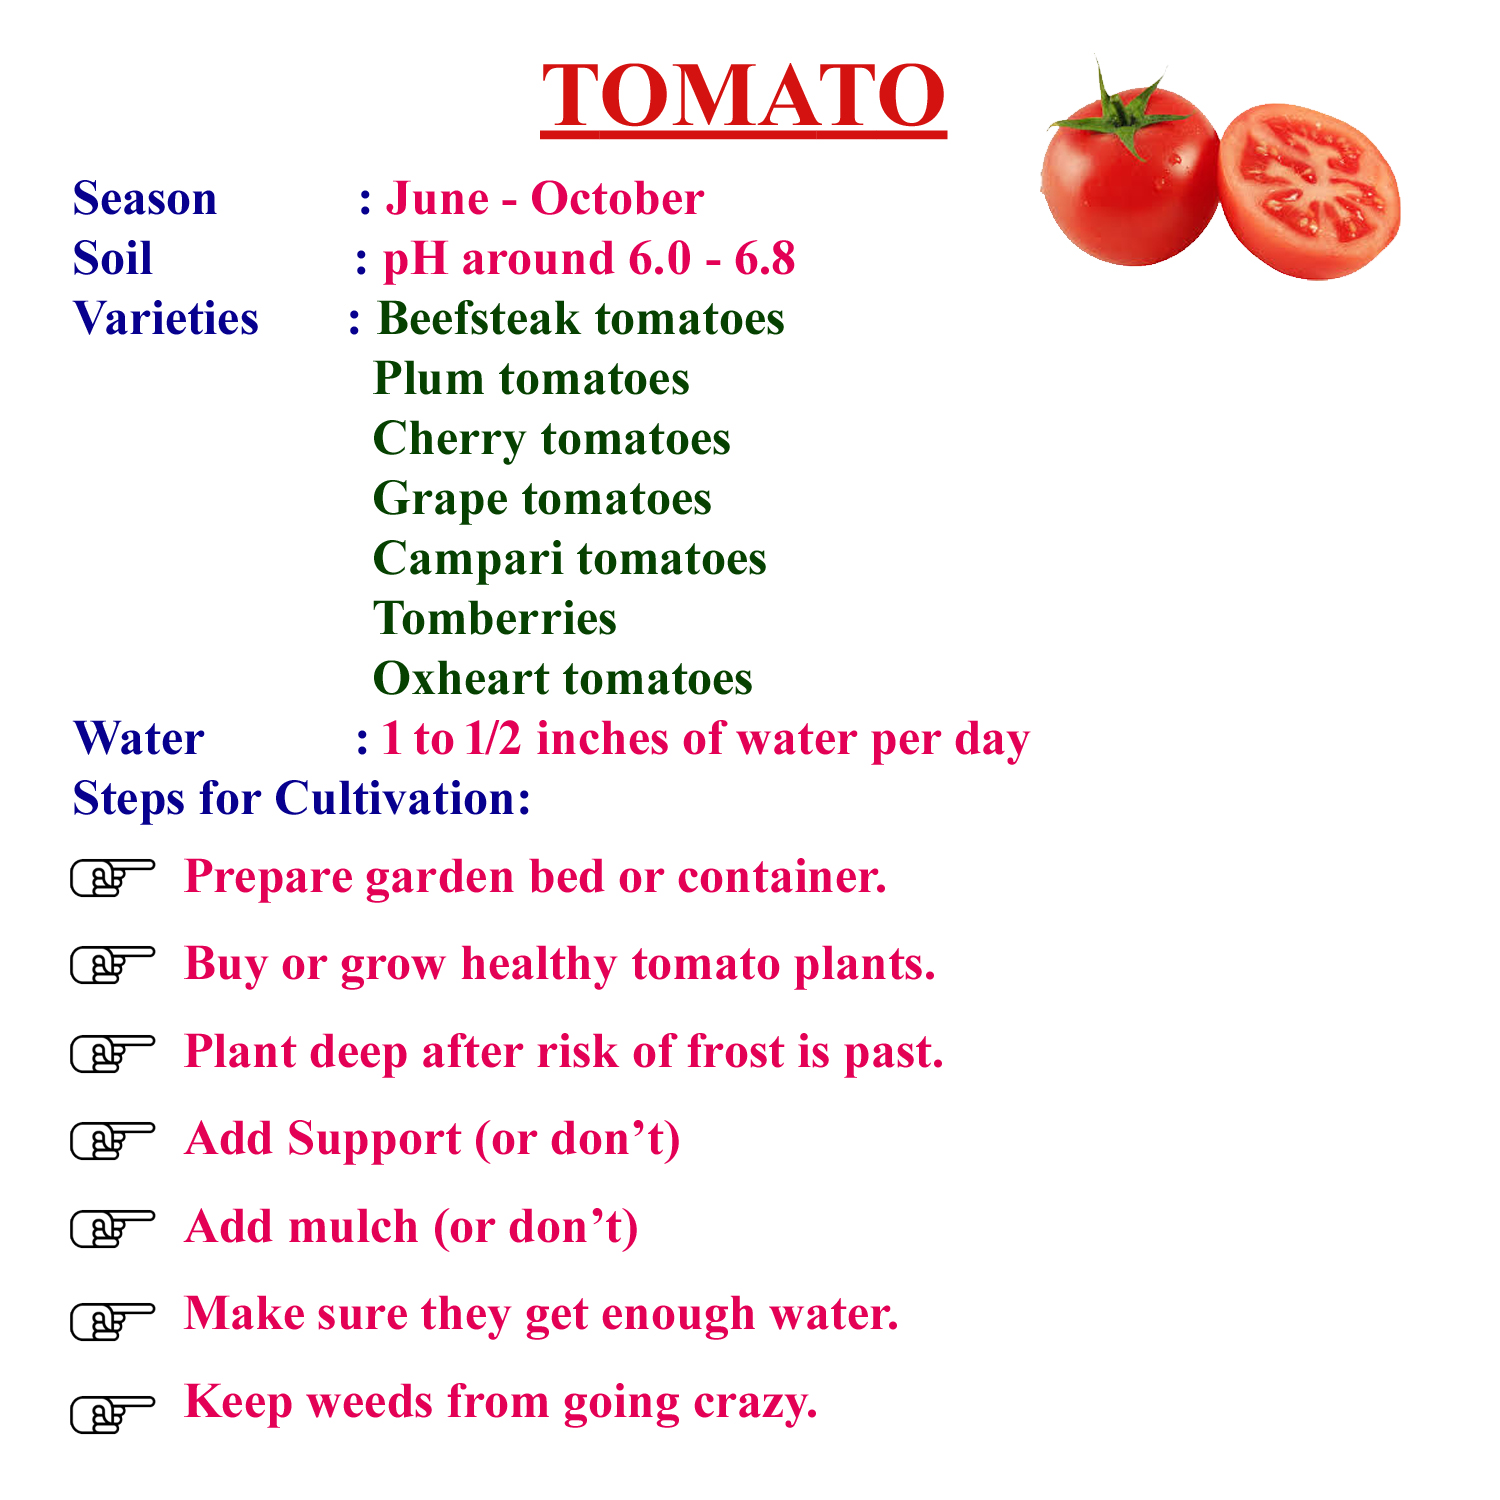 TOMATO
Season : June - October
Soil : pH around 6.0 - 6.8
Varieties : Beefsteak tomatoes
Plum tomatoes
Cherry tomatoes
Grape tomatoes
Campari tomatoes
Tomberries
Oxheart tomatoes
Water : 1 to 1/2 inches of water per day
Steps for Cultivation:
Prepare garden bed or container.
Buy or grow healthy tomato plants.
Plant deep after risk of frost is past.
Add Support (or don’t)
Add mulch (or don’t)
Make sure they get enough water.
Keep weeds from going crazy.